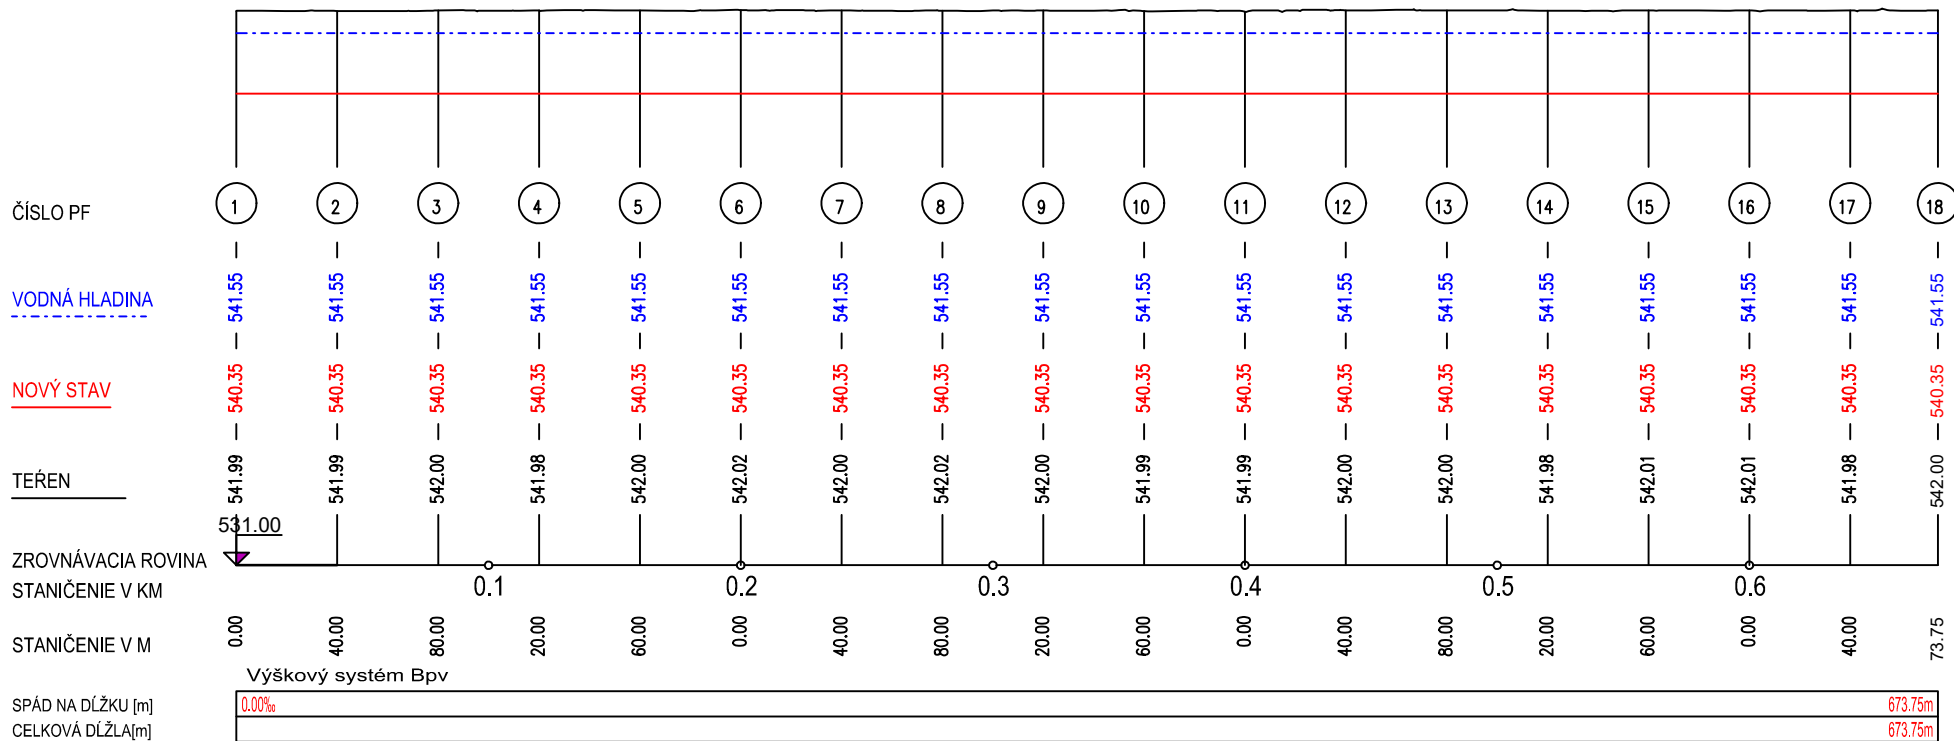 ČÍSLO PF 1 2 3 4 5 6 7 8 9 10 11 12 13 14 15 16 17 18
VODNÁ HLADINA 541.55 541.55 541.55 541.55 541.55 541.55 541.55 541.55 541.55 541.55 541.55 541.55 541.55 541.55 541.55 541.55 541.55 541.55
NOVÝ STAV 540.35 540.35 540.35 540.35 540.35 540.35 540.35 540.35 540.35 540.35 540.35 540.35 540.35 540.35 540.35 540.35 540.35 540.35
TEŔEN 541.99 541.99 542.00 541.98 542.00 542.02 542.00 542.02 542.00 541.99 541.99 542.00 542.00 541.98 542.01 542.01 541.98 542.00
531.00
ZROVNÁVACIA ROVINA
STANIČENIE V KM 0.1 0.2 0.3 0.4 0.5 0.6
STANIČENIE V M 0.00 40.00 80.00 20.00 60.00 0.00 40.00 80.00 20.00 60.00 0.00 40.00 80.00 20.00 60.00 0.00 40.00 73.75
Výškový systém Bpv
SPÁD NA DĹŽKU [m] 0.00‰ 673.75m
CELKOVÁ DĹŽLA[m] 673.75m